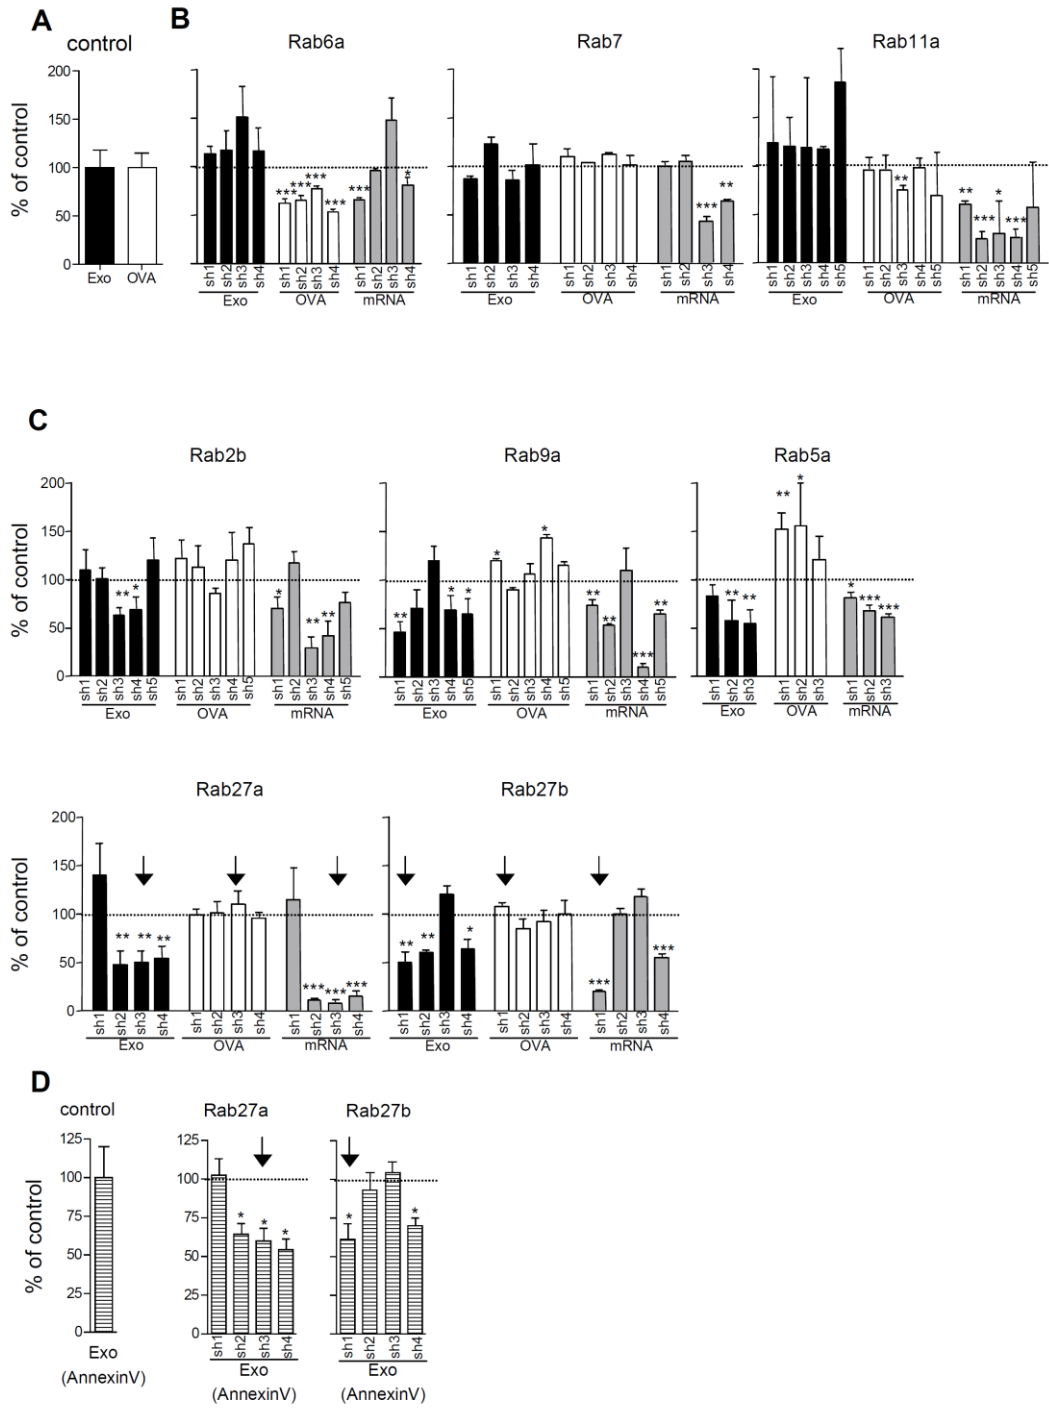 A
B
control
Rab6a
Rab7
Rab11a
% of control
200
150
100
50
0
Exo
OVA
*** *** *** *** *** *
sh1 sh2 sh3 sh4 sh1 sh2 sh3 sh4 sh1 sh2 sh3 sh4
Exo OVA mRNA
*** **
sh1 sh2 sh3 sh4 sh1 sh2 sh3 sh4 sh1 sh2 sh3 sh4
Exo OVA mRNA
** ** *** * ***
sh1 sh2 sh3 sh4 sh5 sh1 sh2 sh3 sh4 sh5 sh1 sh2 sh3 sh4 sh5
Exo OVA mRNA
C
Rab2b
Rab9a
Rab5a
% of control
200
150
100
50
0
** * * ** **
sh1 sh2 sh3 sh4 sh5 sh1 sh2 sh3 sh4 sh5 sh1 sh2 sh3 sh4 sh5
Exo OVA mRNA
** * * * * ** ** *** **
sh1 sh2 sh3 sh4 sh5 sh1 sh2 sh3 sh4 sh5 sh1 sh2 sh3 sh4 sh5
Exo OVA mRNA
** ** ** * * *** ***
sh1 sh2 sh3 sh1 sh2 sh3 sh1 sh2 sh3
Exo OVA mRNA
Rab27a
Rab27b
% of control
200
150
100
50
0
** ** ** *** *** ***
sh1 sh2 sh3 sh4 sh1 sh2 sh3 sh4 sh1 sh2 sh3 sh4
Exo OVA mRNA
** ** * *** ***
sh1 sh2 sh3 sh4 sh1 sh2 sh3 sh4 sh1 sh2 sh3 sh4
Exo OVA mRNA
D
control
Rab27a
Rab27b
% of control
125
100
75
50
25
0
Exo
(AnnexinV)
125
100
75
50
25
0
* * *
sh1 sh2 sh3 sh4
Exo
(AnnexinV)
* *
sh1 sh2 sh3 sh4
Exo
(AnnexinV)